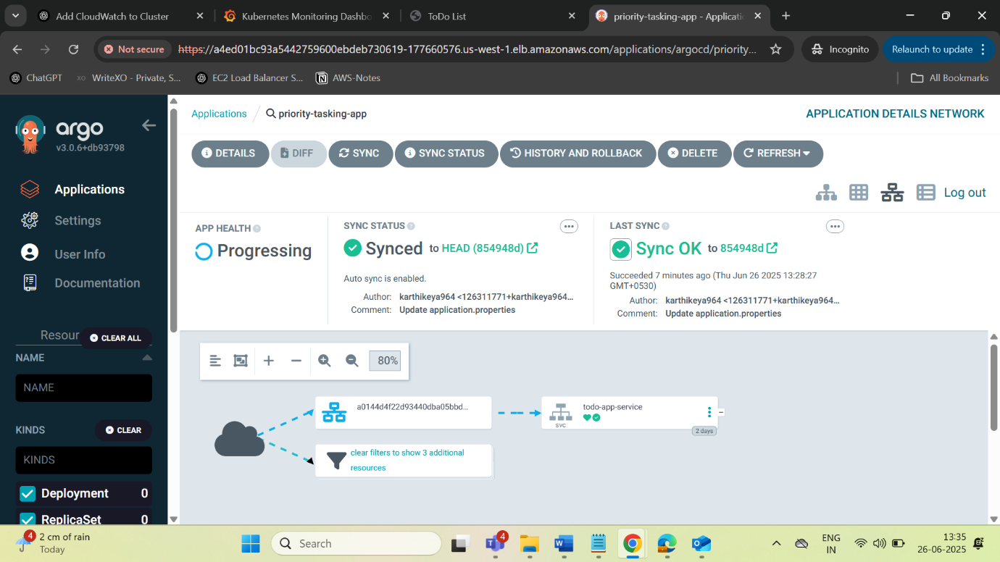 Add CloudWatch to Cluster
Kubernetes Monitoring Dashbo
ToDo List
priority-tasking-app - Applicatio
Not secure
https://a4ed01bc93a5442759600ebdeb730619-177660576.us-west-1.elb.amazonaws.com/applications/argocd/priority...
Incognito
Relaunch to update
ChatGPT
XO WriteXO - Private, S...
EC2 Load Balancer S...
AWS-Notes
All Bookmarks
argo
v3.0.6+db93798
Applications
Settings
User Info
Documentation
Resour
CLEAR ALL
NAME
NAME
KINDS
CLEAR
KINDS
Deployment 0
ReplicaSet 0
Applications / priority-tasking-app
APPLICATION DETAILS NETWORK
DETAILS
DIFF
SYNC
SYNC STATUS
HISTORY AND ROLLBACK
DELETE
REFRESH
Log out
APP HEALTH
Progressing
SYNC STATUS
Synced to HEAD (854948d)
Auto sync is enabled.
Author: karthikeya964 <126311771+karthikeya964...
Comment: Update application.properties
LAST SYNC
Sync OK to 854948d
Succeeded 7 minutes ago (Thu Jun 26 2025 13:28:27
GMT+0530)
Author: karthikeya964 <126311771+karthikeya964...
Comment: Update application.properties
80%
a0144d4f22d93440dba05bbd...
todo-app-service
SVC
2 days
clear filters to show 3 additional
resources
4
2 cm of rain
Today
Search
4
ENG
IN
13:35
26-06-2025